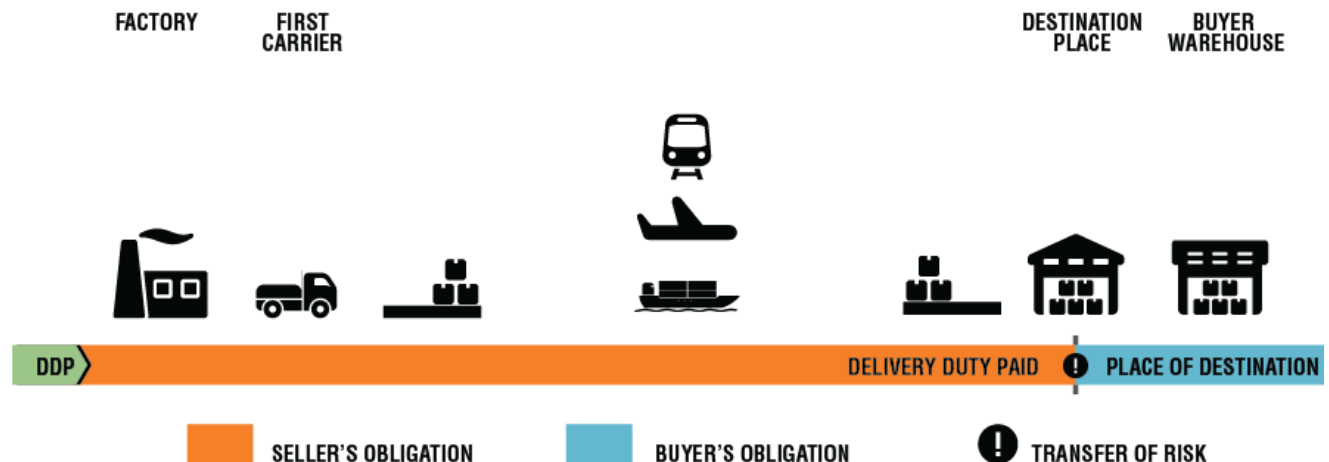 FACTORY
FIRST
CARRIER
DESTINATION
PLACE
BUYER
WAREHOUSE
DDP
DELIVERY DUTY PAID
! PLACE OF DESTINATION
SELLER'S OBLIGATION
BUYER'S OBLIGATION
! TRANSFER OF RISK